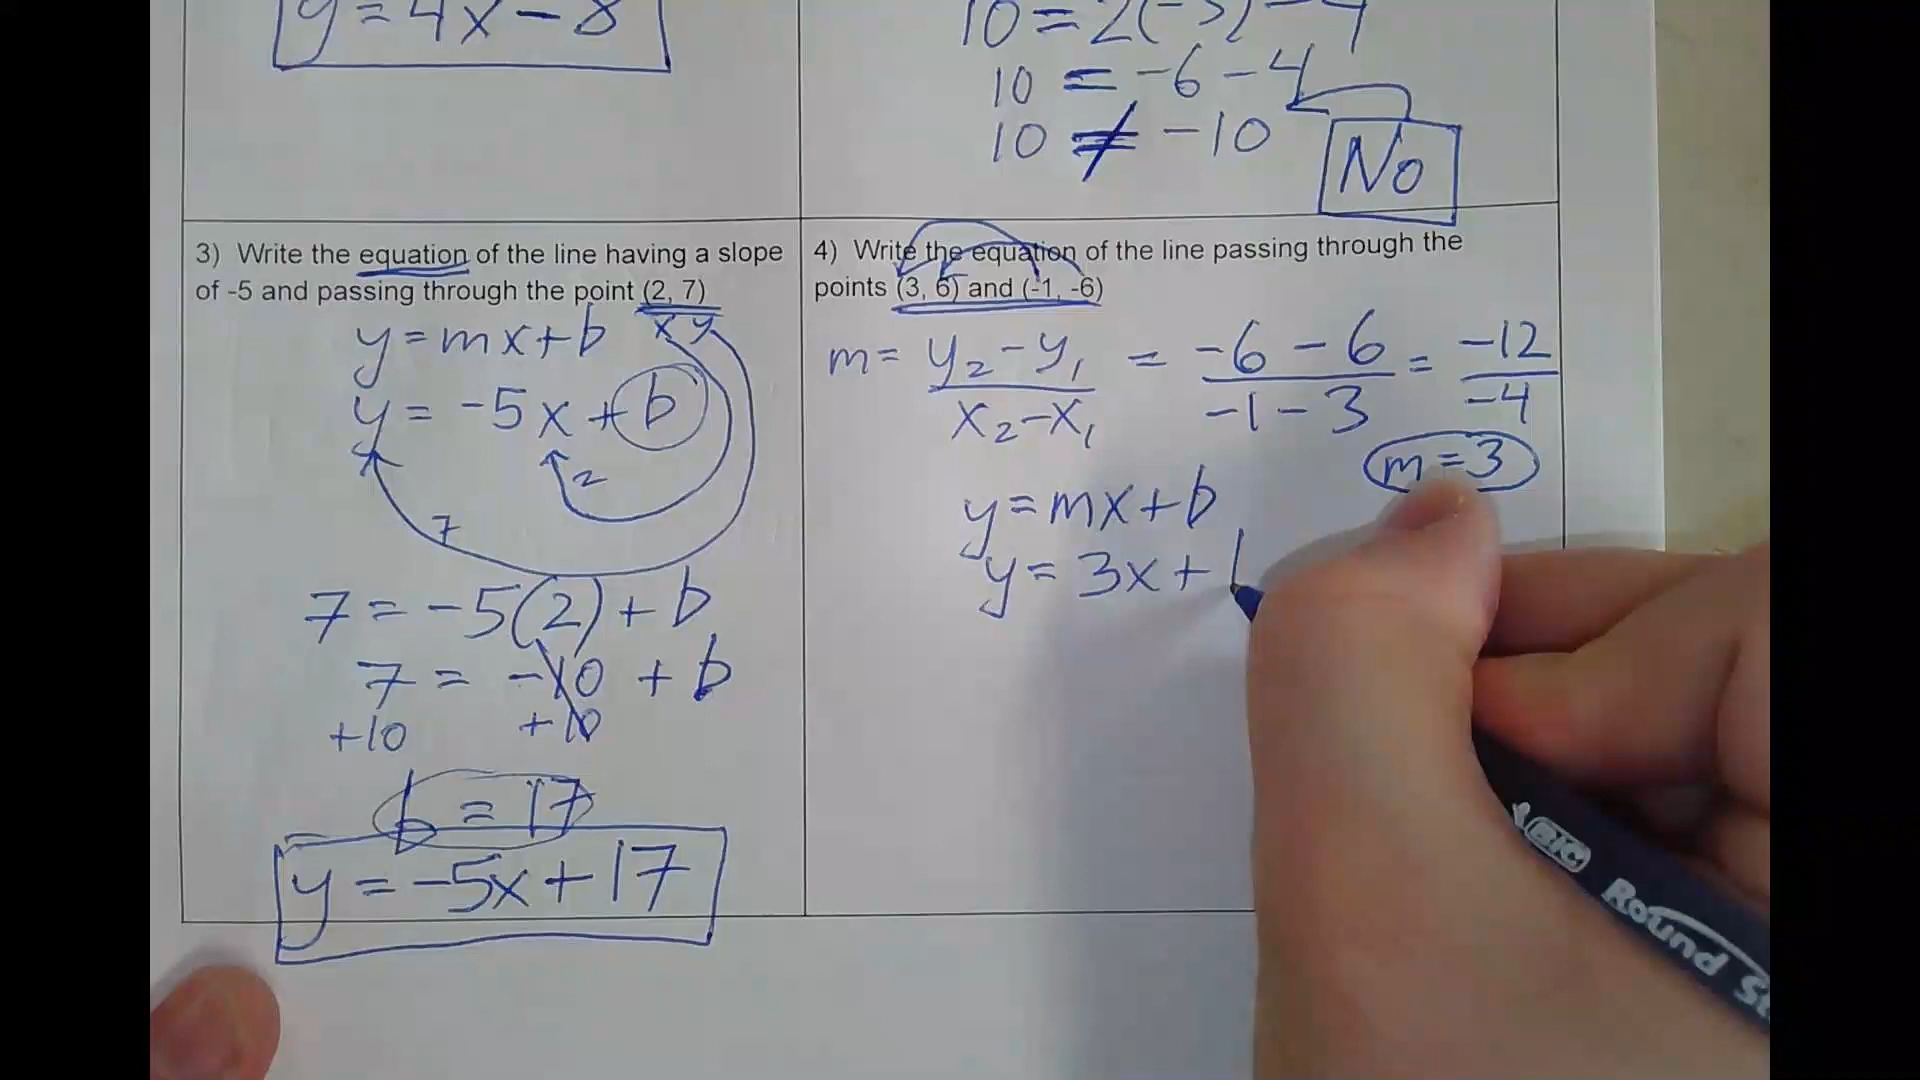 y = 4x - 8
10 = 2(-3) - 4
10 = -6 - 4
10 ≠ -10
No
3) Write the equation of the line having a slope
of -5 and passing through the point (2, 7)
x y
y = mx + b
y = -5x + b
2
7
7 = -5(2) + b
7 = -10 + b
+10 +10
b = 17
y = -5x + 17
4) Write the equation of the line passing through the
points (3, 6) and (-1, -6)
m = y₂ - y₁ / x₂ - x₁ = -6 - 6 / -1 - 3 = -12 / -4
m = 3
y = mx + b
y = 3x +
BIC Round